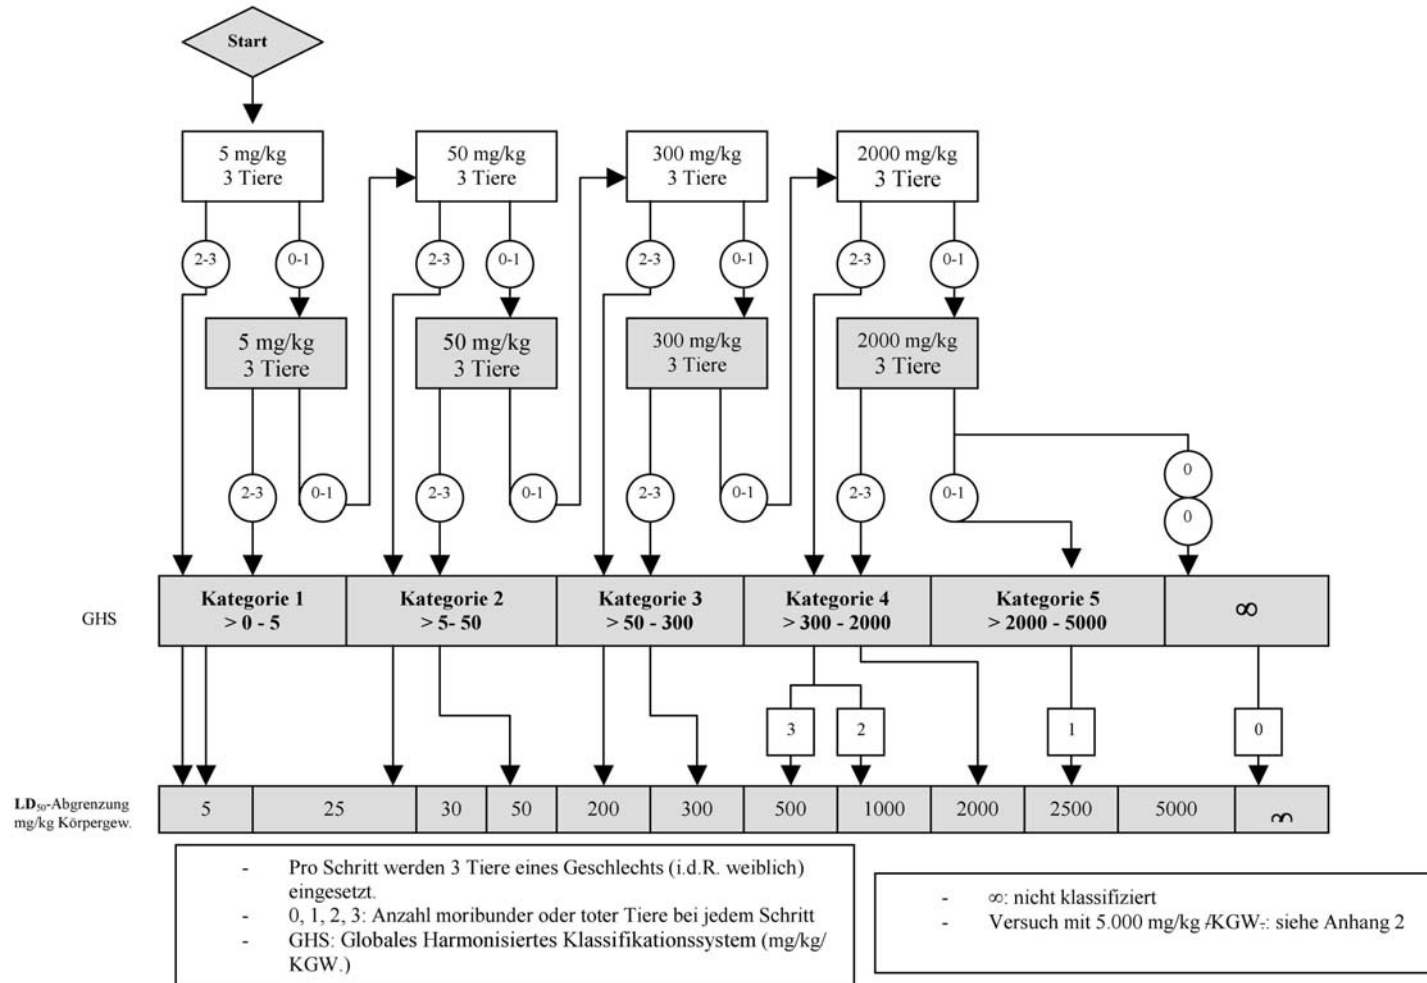 Start
5 mg/kg
3 Tiere
50 mg/kg
3 Tiere
300 mg/kg
3 Tiere
2000 mg/kg
3 Tiere
2-3
0-1
2-3
0-1
2-3
0-1
2-3
0-1
5 mg/kg
3 Tiere
50 mg/kg
3 Tiere
300 mg/kg
3 Tiere
2000 mg/kg
3 Tiere
2-3
0-1
2-3
0-1
2-3
0-1
2-3
0-1
0
0
GHS
Kategorie 1
> 0 - 5
Kategorie 2
> 5- 50
Kategorie 3
> 50 - 300
Kategorie 4
> 300 - 2000
Kategorie 5
> 2000 - 5000
∞
3
2
1
0
LD₅₀-Abgrenzung
mg/kg Körpergew.
5
25
30
50
200
300
500
1000
2000
2500
5000
∞
- Pro Schritt werden 3 Tiere eines Geschlechts (i.d.R. weiblich)
eingesetzt.
- 0, 1, 2, 3: Anzahl moribunder oder toter Tiere bei jedem Schritt
- GHS: Globales Harmonisiertes Klassifikationssystem (mg/kg/
KGW.)
- ∞: nicht klassifiziert
- Versuch mit 5.000 mg/kg /KGW.: siehe Anhang 2